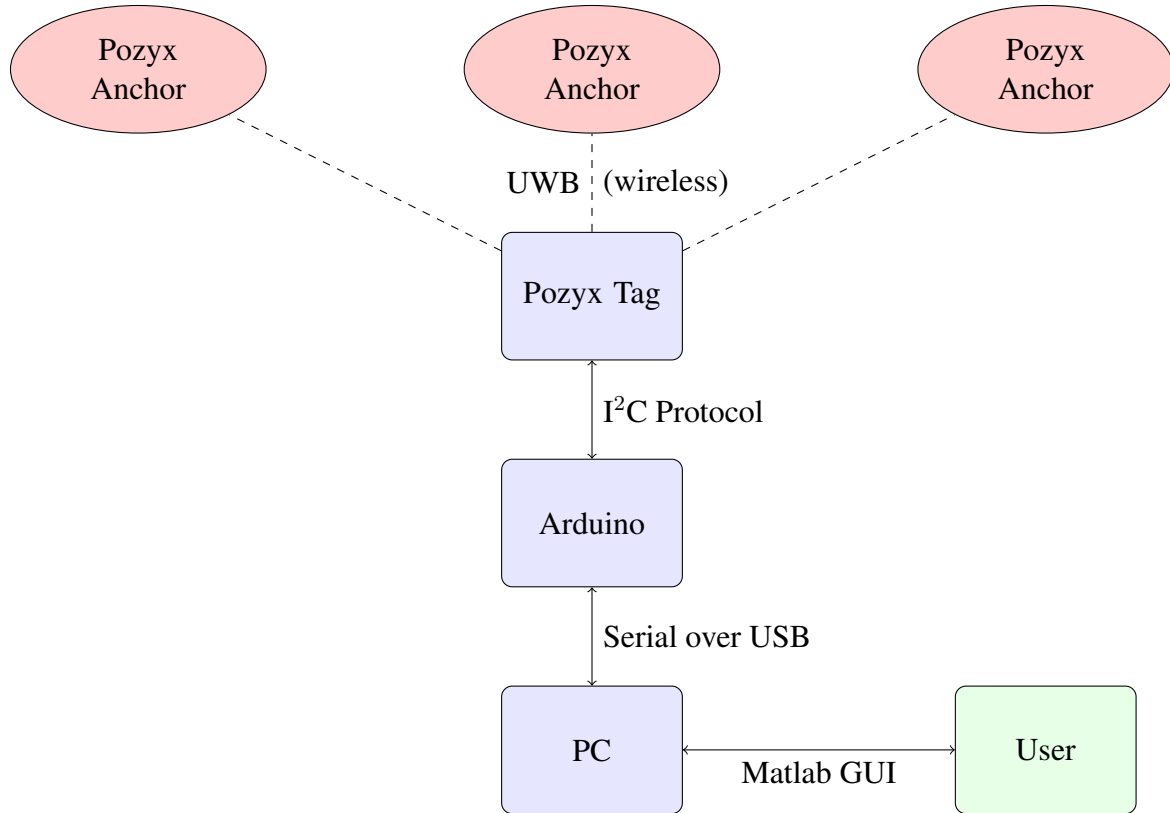 Pozyx
Anchor
Pozyx
Anchor
Pozyx
Anchor
UWB (wireless)
Pozyx Tag
I²C Protocol
Arduino
Serial over USB
PC
Matlab GUI
User